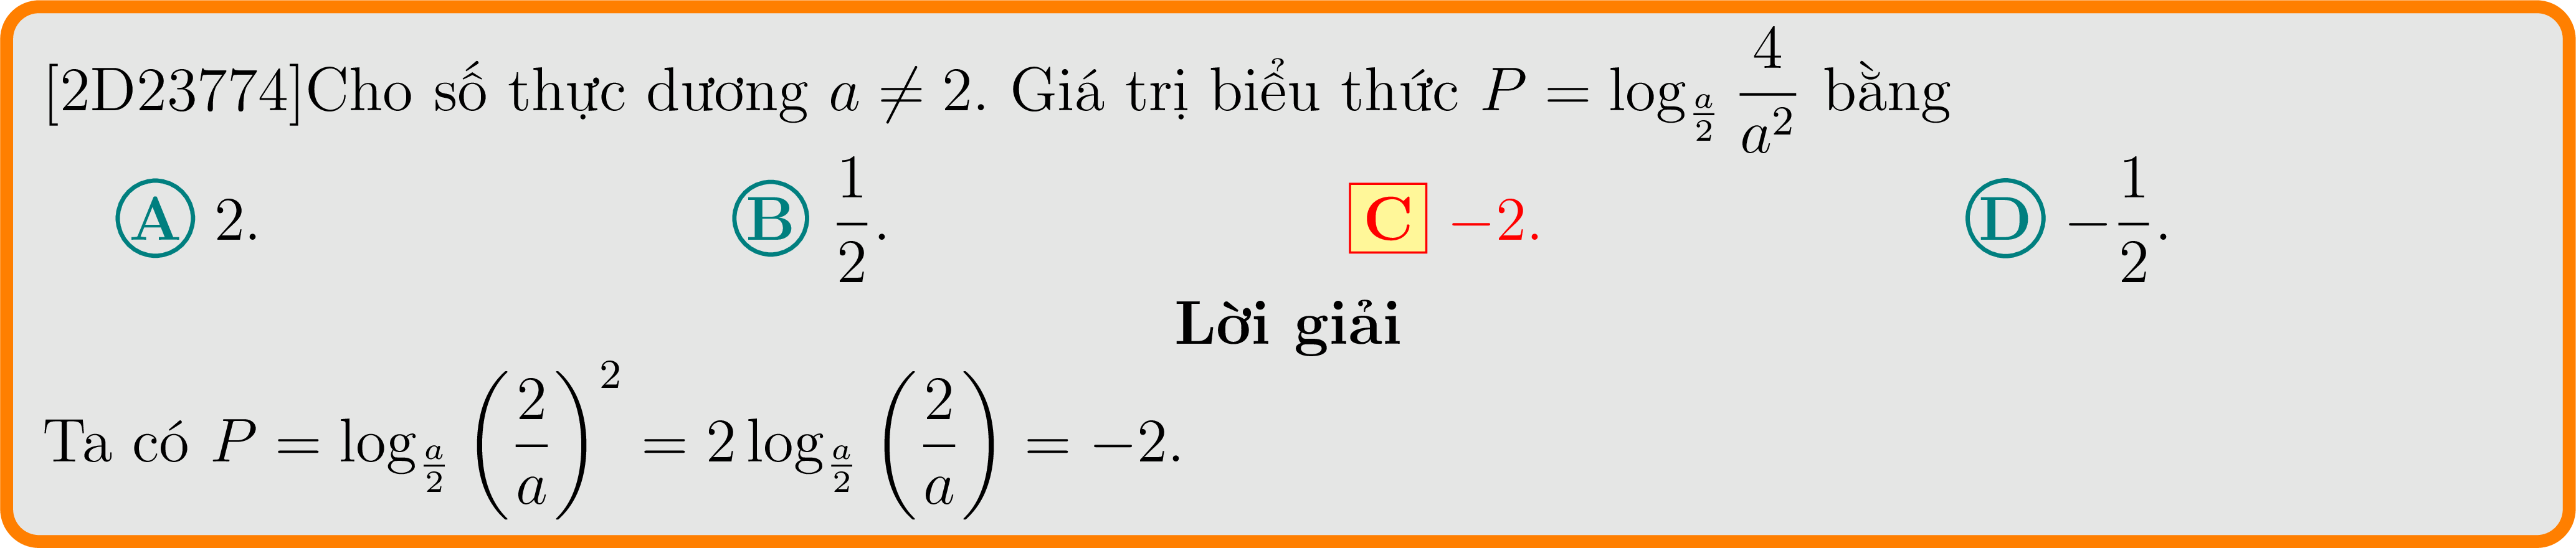 [2D23774]Cho số thực dương $a \neq 2$. Giá trị biểu thức $P = \log_{\frac{a}{2}} \frac{4}{a^2}$ bằng
A 2. B $\frac{1}{2}$. C $-2$. D $-\frac{1}{2}$.
Lời giải
Ta có $P = \log_{\frac{a}{2}} \left(\frac{2}{a}\right)^2 = 2 \log_{\frac{a}{2}} \left(\frac{2}{a}\right) = -2$.